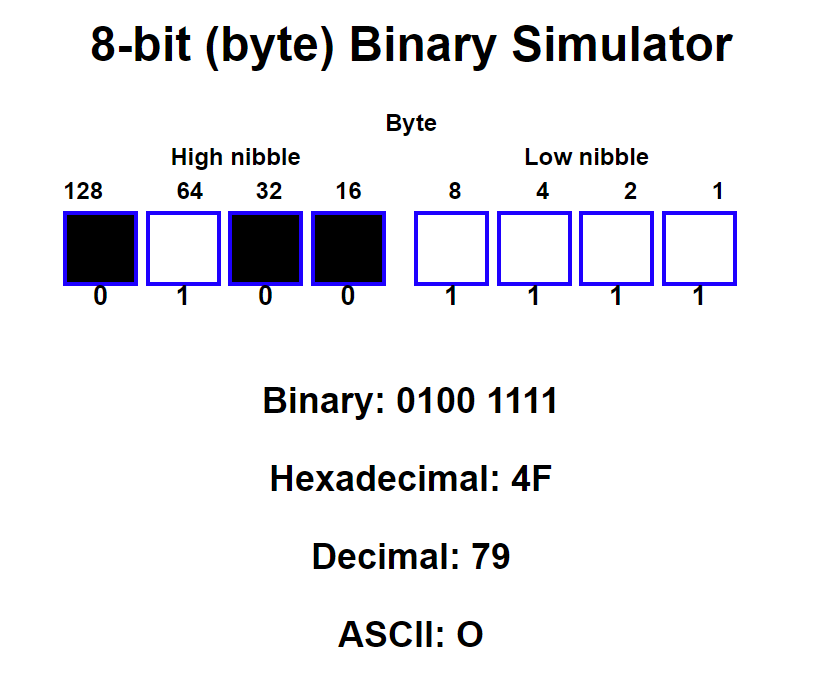 8-bit (byte) Binary Simulator
Byte
High nibble Low nibble
128 64 32 16 8 4 2 1
0 1 0 0 1 1 1 1
Binary: 0100 1111
Hexadecimal: 4F
Decimal: 79
ASCII: O